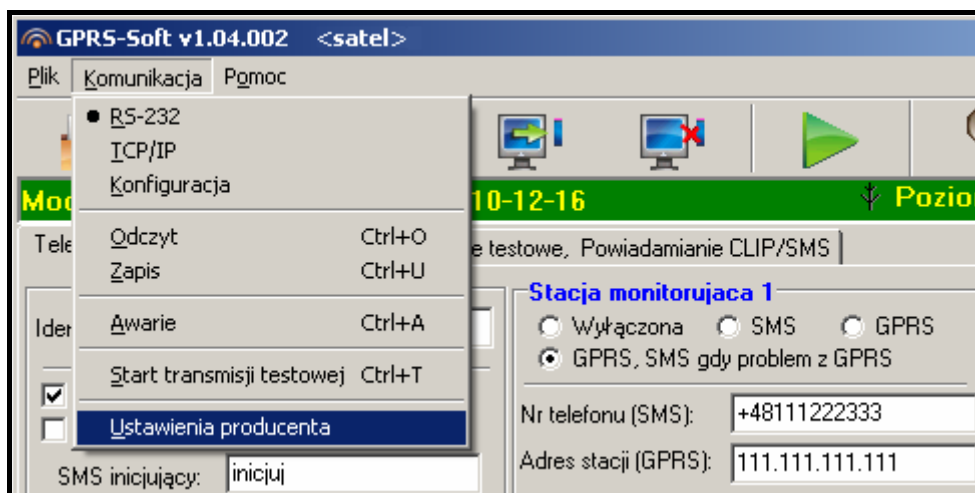 GPRS-Soft v1.04.002 <satel>
Plik Komunikacja Pomoc
RS-232
TCP/IP
Konfiguracja
10-12-16
Odczyt Ctrl+O
testowe, Powiadamianie CLIP/SMS
Zapis Ctrl+U
Stacja monitorujaca 1
Awarie Ctrl+A
Wyłączona SMS GPRS
GPRS, SMS gdy problem z GPRS
Start transmisji testowej Ctrl+T
Nr telefonu (SMS): +48111222333
Ustawienia producenta
Adres stacji (GPRS): 111.111.111.111
SMS inicjujący: inicjuj